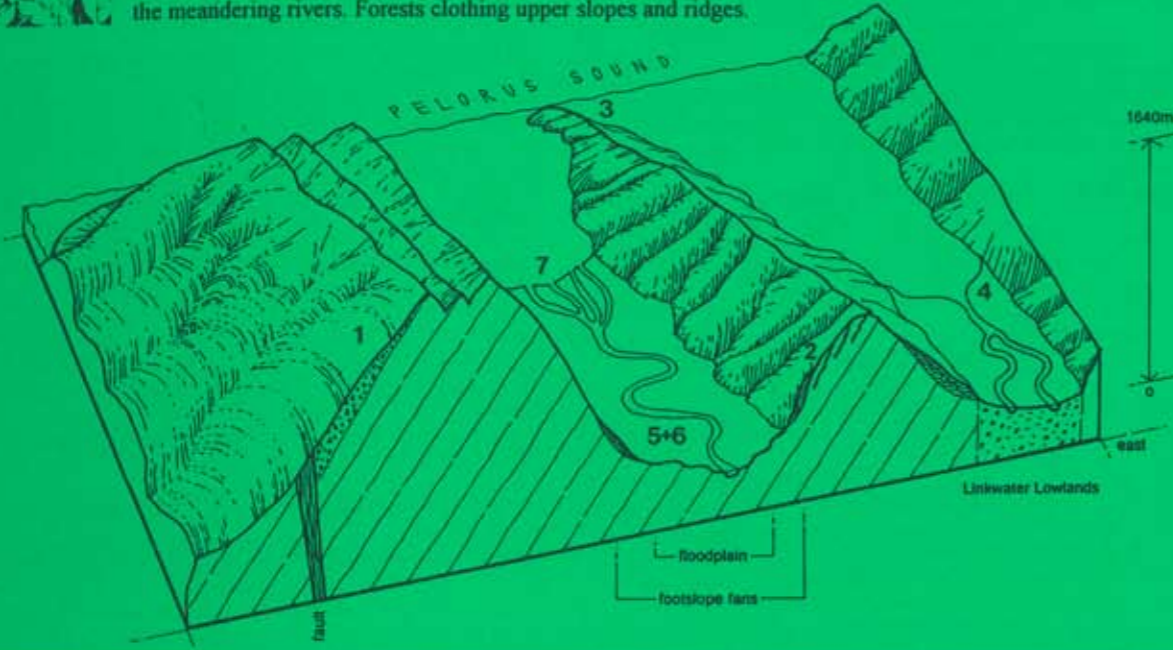 the meandering rivers. Forests clothing upper slopes and ridges.
PELORUS SOUND
3
1640m
7
4
1
2
0
5+6
east
Linkwater Lowlands
floodplain
footslope fans
fault